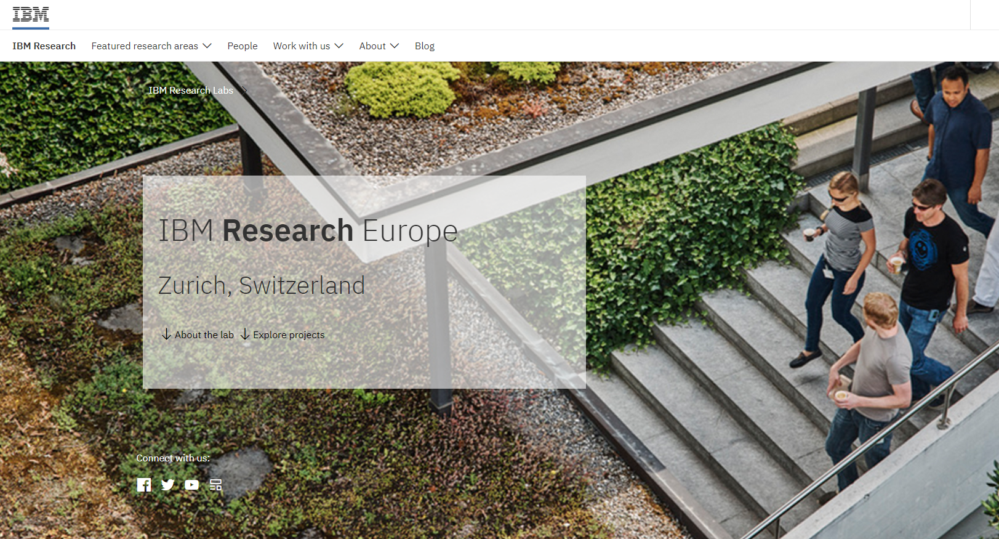 IBM
IBM Research Featured research areas People Work with us About Blog
IBM Research Labs
IBM Research Europe
Zurich, Switzerland
About the lab Explore projects
Connect with us: